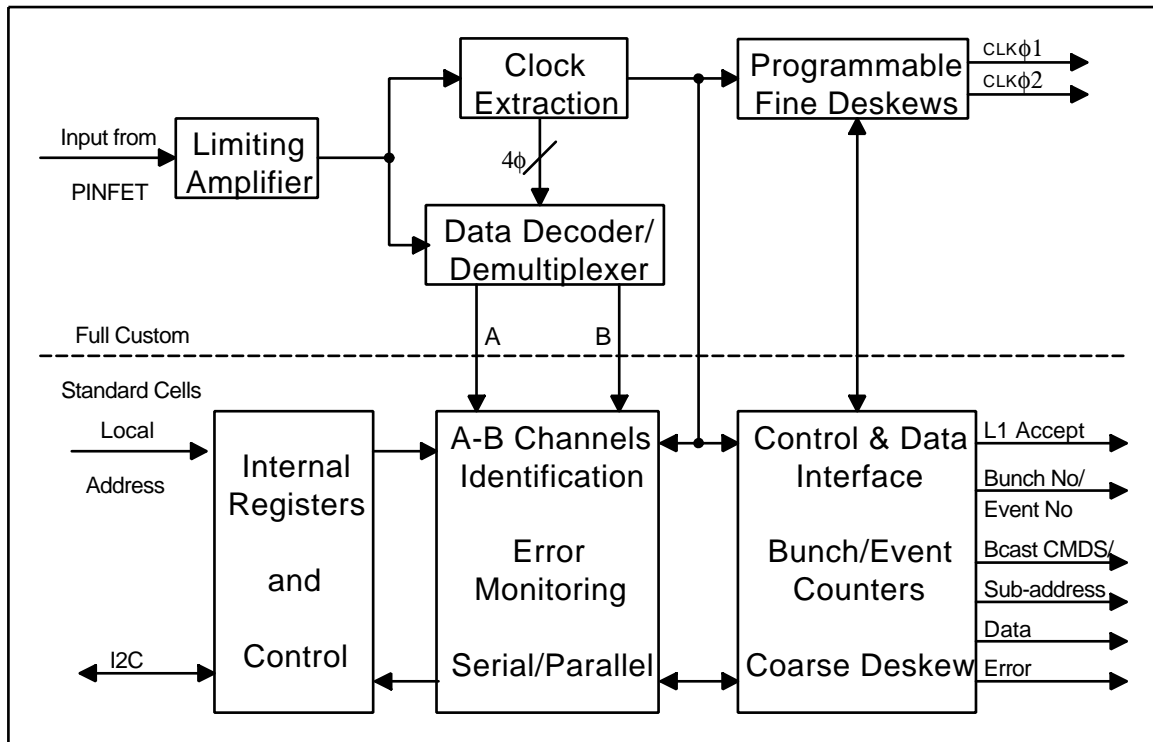 Clock
Extraction
Programmable
Fine Deskews
CLKϕ1
CLKϕ2
Input from
PINFET
Limiting
Amplifier
4ϕ
Data Decoder/
Demultiplexer
A
B
Full Custom
Standard Cells
Local
Address
I2C
Internal
Registers
and
Control
A-B Channels
Identification
Error
Monitoring
Serial/Parallel
Control & Data
Interface
Bunch/Event
Counters
Coarse Deskew
L1 Accept
Bunch No/
Event No
Bcast CMDS/
Sub-address
Data
Error